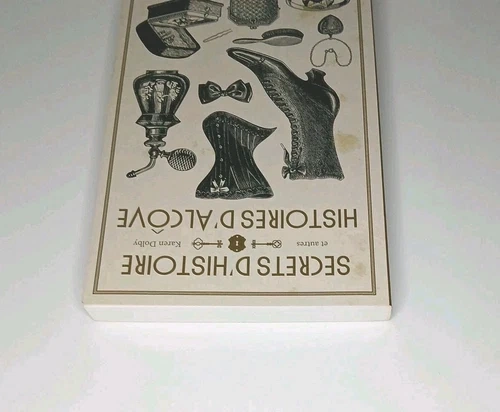 HISTOIRES D'ALCÔVE
et autres
Karen Dolby
SECRETS D'HISTOIRE